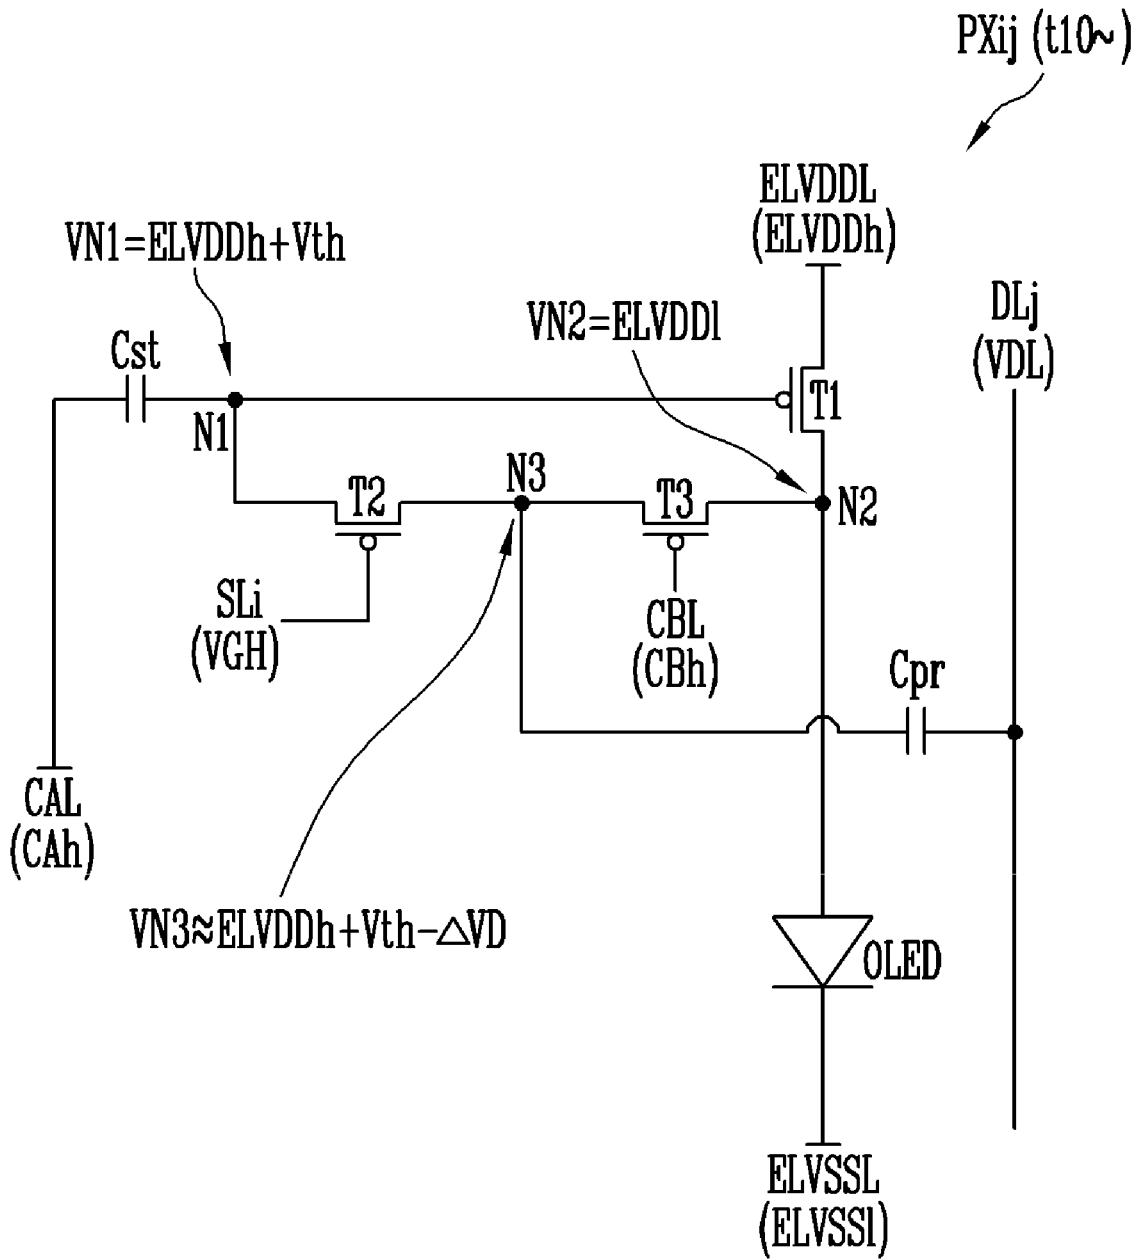 PXij (t10~)
ELVDDL
(ELVDDh)
VN1=ELVDDh+Vth
VN2=ELVDDl
DLj
(VDL)
Cst
T1
N1
N3
T2
T3
N2
SLi
(VGH)
CBL
(CBh)
Cpr
CAL
(CAh)
VN3≈ELVDDh+Vth-△VD
OLED
ELVSSL
(ELVSSl)